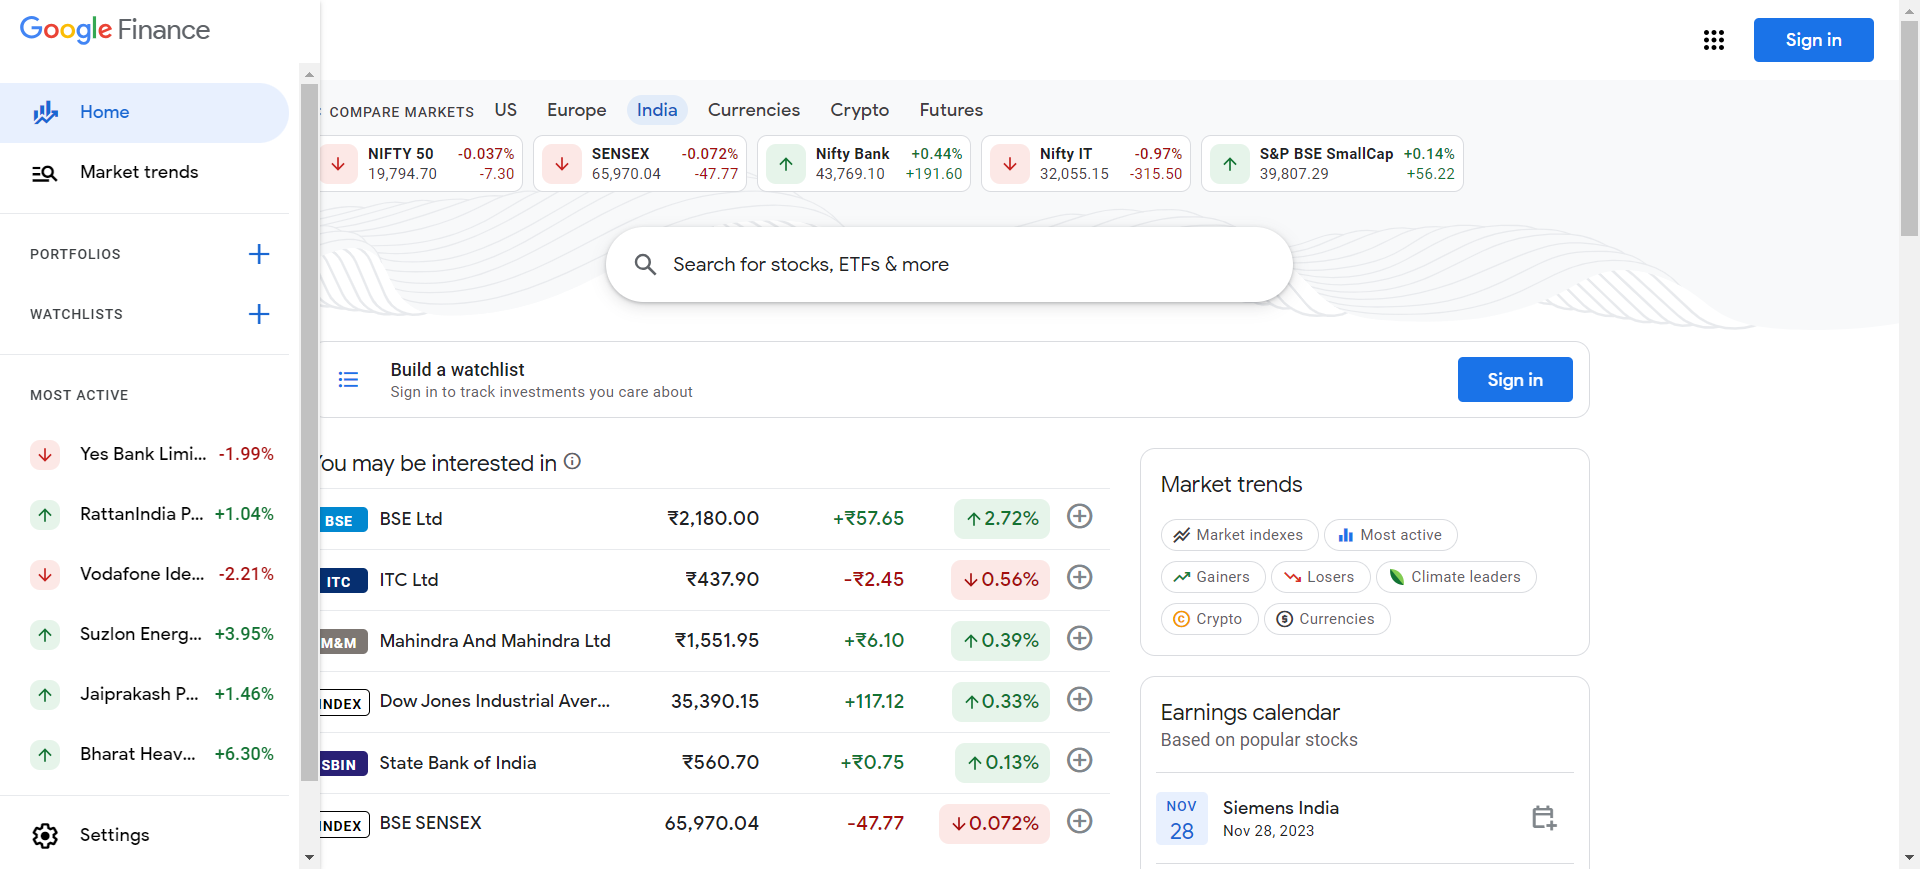 Google Finance
Sign in
Home
Market trends
PORTFOLIOS
WATCHLISTS
MOST ACTIVE
Yes Bank Limi... -1.99%
RattanIndia P... +1.04%
Vodafone Ide... -2.21%
Suzlon Energ... +3.95%
Jaiprakash P... +1.46%
Bharat Heav... +6.30%
Settings
COMPARE MARKETS US Europe India Currencies Crypto Futures
NIFTY 50 -0.037%
19,794.70 -7.30
SENSEX -0.072%
65,970.04 -47.77
Nifty Bank +0.44%
43,769.10 +191.60
Nifty IT -0.97%
32,055.15 -315.50
S&P BSE SmallCap +0.14%
39,807.29 +56.22
Search for stocks, ETFs & more
Build a watchlist
Sign in to track investments you care about
Sign in
You may be interested in
BSE BSE Ltd ₹2,180.00 +₹57.65 2.72%
ITC ITC Ltd ₹437.90 -₹2.45 0.56%
M&M Mahindra And Mahindra Ltd ₹1,551.95 +₹6.10 0.39%
INDEX Dow Jones Industrial Aver... 35,390.15 +117.12 0.33%
SBIN State Bank of India ₹560.70 +₹0.75 0.13%
INDEX BSE SENSEX 65,970.04 -47.77 0.072%
Market trends
Market indexes Most active
Gainers Losers Climate leaders
Crypto Currencies
Earnings calendar
Based on popular stocks
NOV
28
Siemens India
Nov 28, 2023